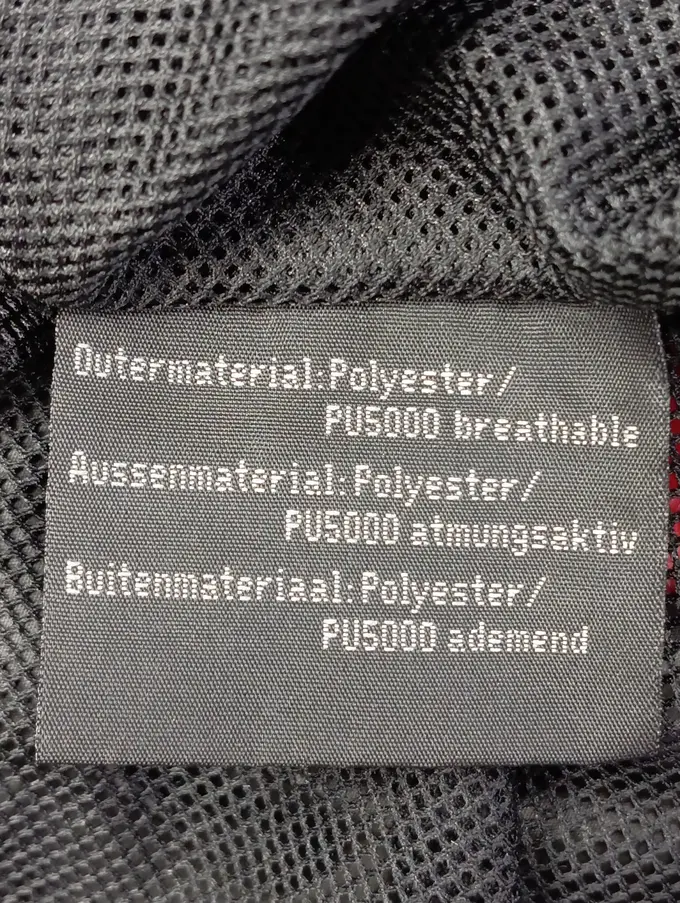 Outermaterial:Polyester/
PU5000 breathable
Aussenmaterial:Polyester/
PU5000 atmungsaktiv
Buitenmateriaal:Polyester/
PU5000 ademend